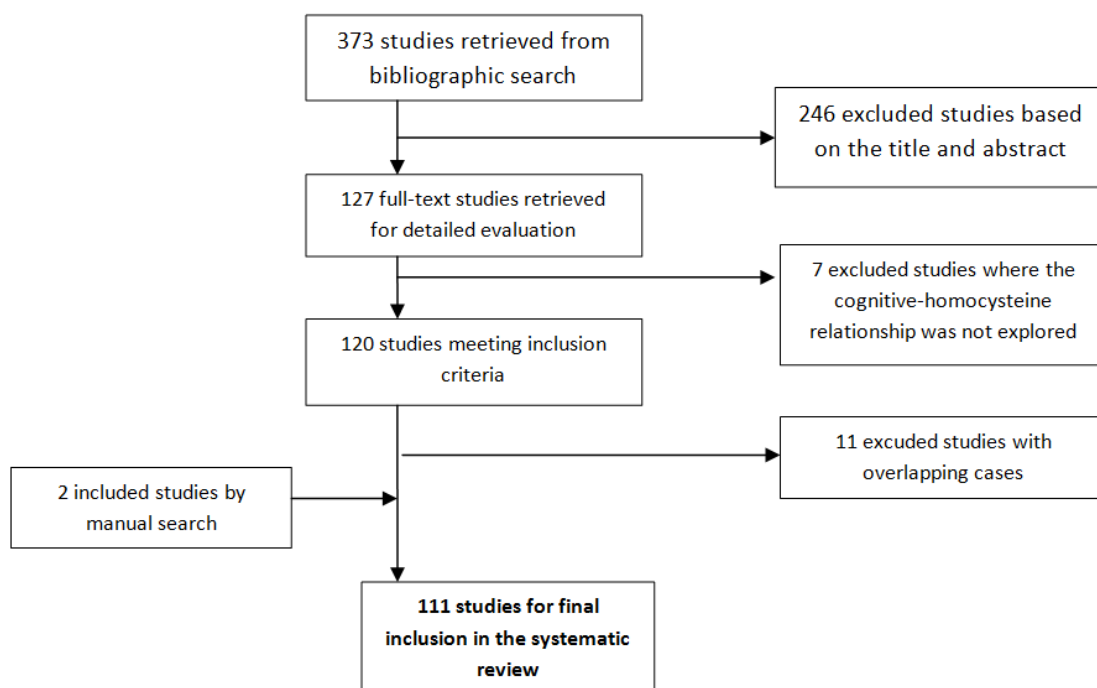 373 studies retrieved from
bibliographic search
246 excluded studies based
on the title and abstract
127 full-text studies retrieved
for detailed evaluation
7 excluded studies where the
cognitive-homocysteine
relationship was not explored
120 studies meeting inclusion
criteria
11 excuded studies with
overlapping cases
2 included studies by
manual search
111 studies for final
inclusion in the systematic
review